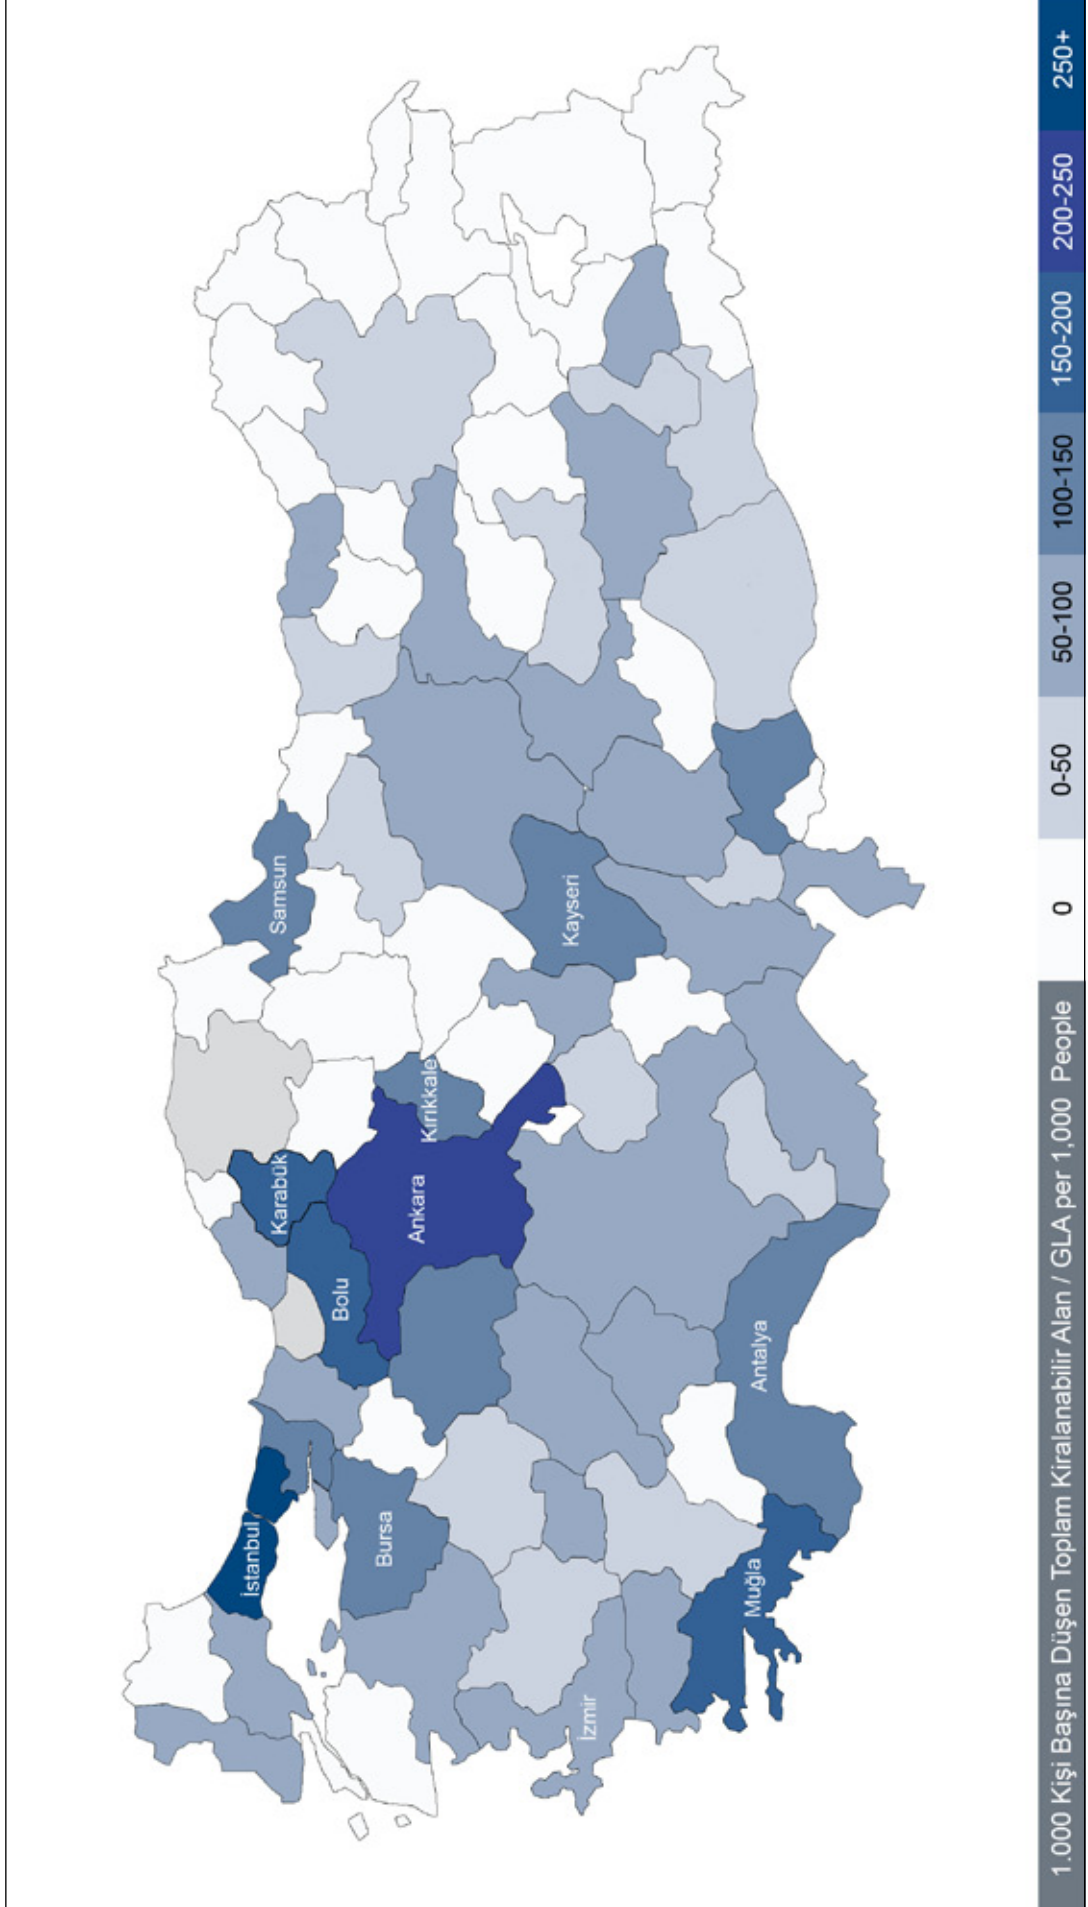 İstanbul
Bolu
Karabük
Samsun
Bursa
Ankara
Kırıkkale
İzmir
Kayseri
Muğla
Antalya
1.000 Kişi Başına Düşen Toplam Kiralanabilir Alan / GLA per 1,000 People 0 0-50 50-100 100-150 150-200 200-250 250+